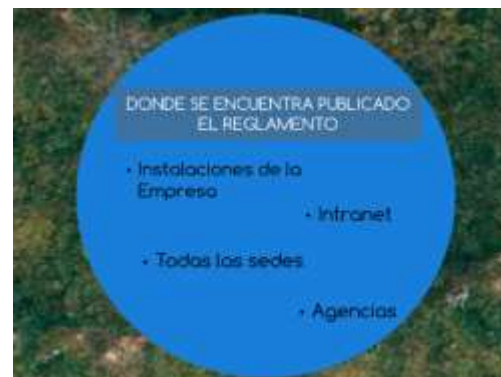 DONDE SE ENCUENTRA PUBLICADO
EL REGLAMENTO
• Instalaciones de la
Empresa
• Intranet
• Todas las sedes
• Agencias